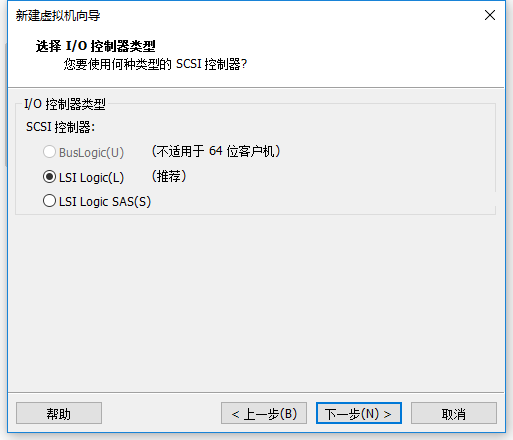 新建虚拟机向导
选择 I/O 控制器类型
您要使用何种类型的 SCSI 控制器?
I/O 控制器类型
SCSI 控制器:
BusLogic(U) (不适用于 64 位客户机)
LSI Logic(L) (推荐)
LSI Logic SAS(S)
帮助 < 上一步(B) 下一步(N) > 取消